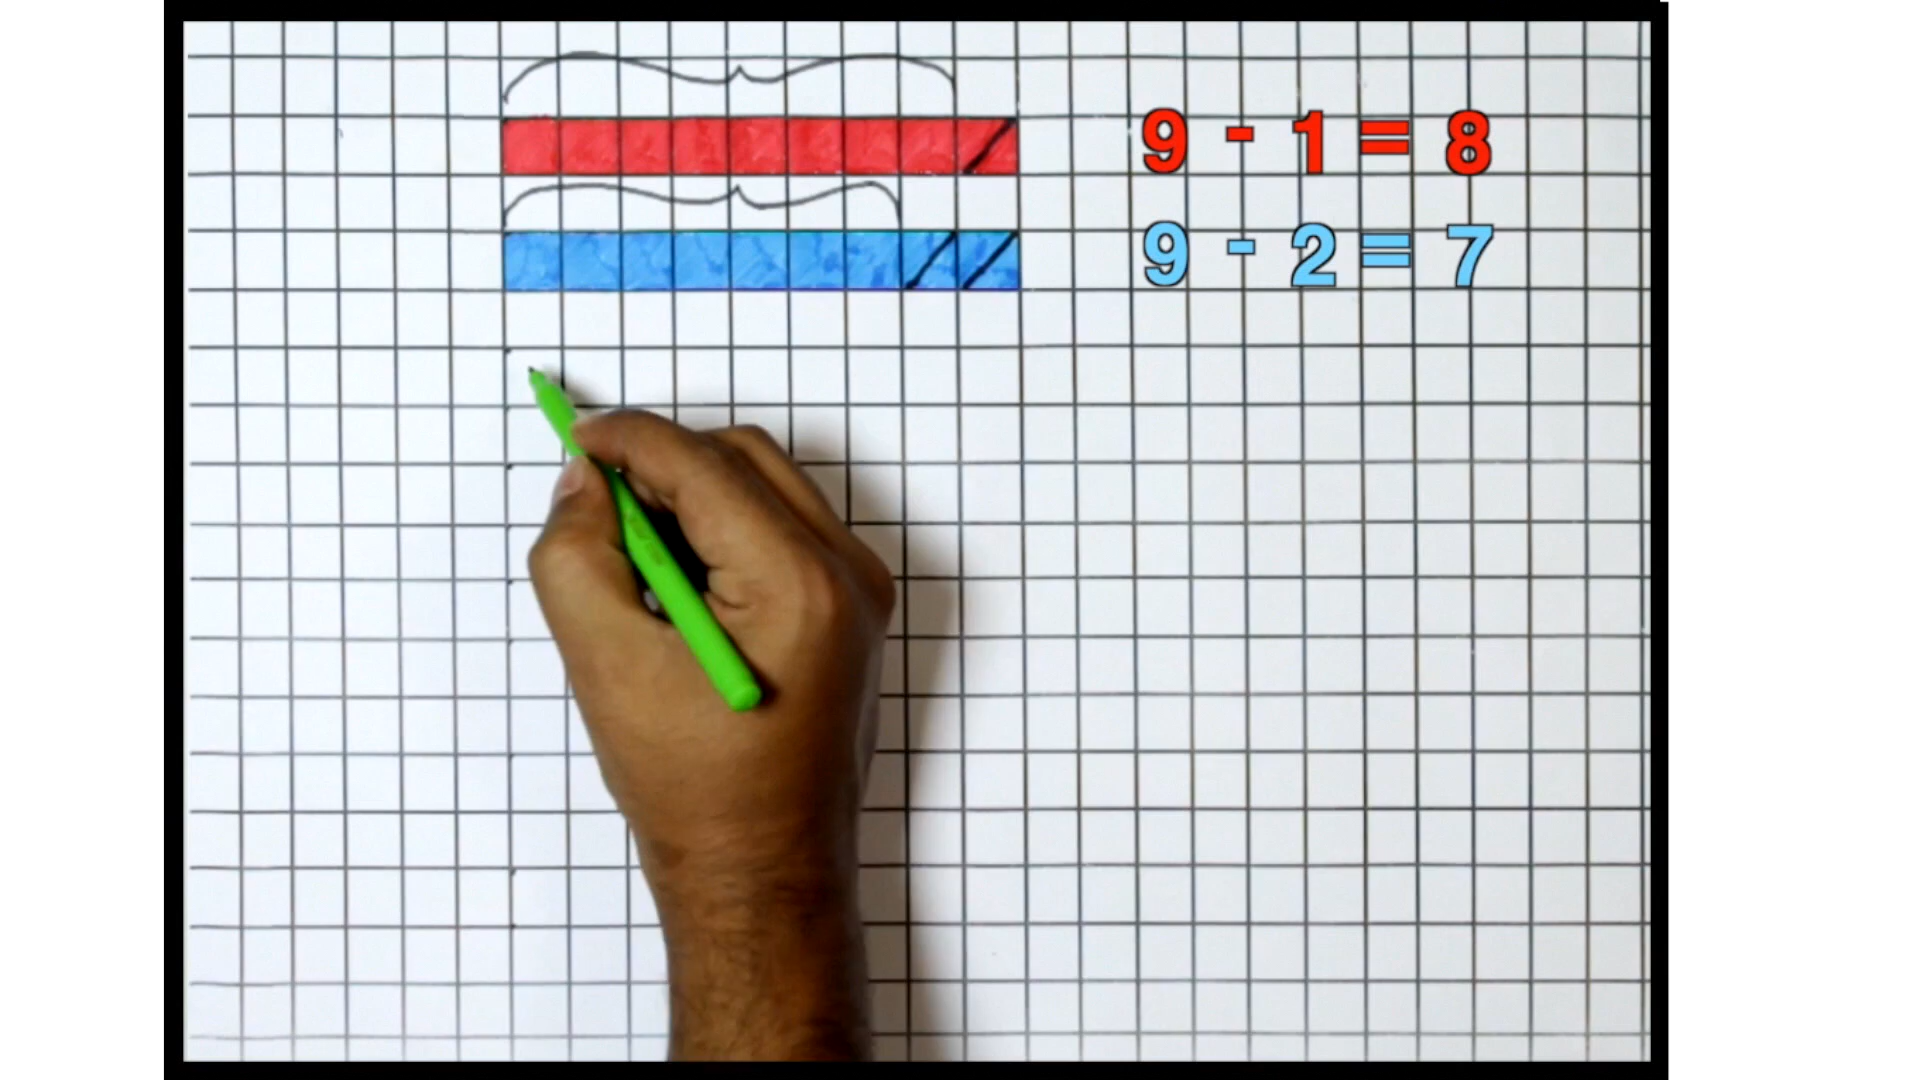 9 - 1 = 8
9 - 2 = 7